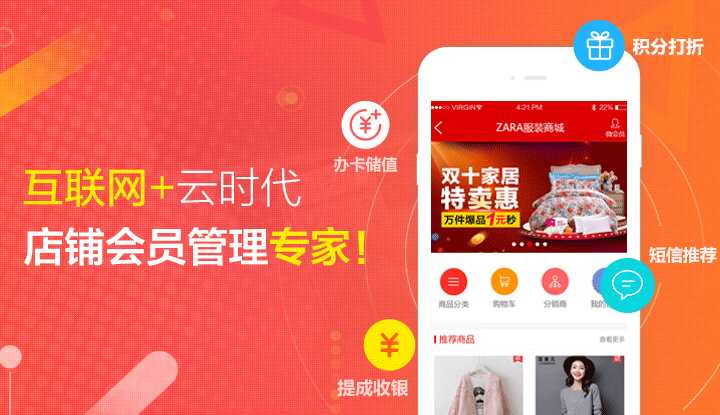 互联网+云时代
店铺会员管理专家!
办卡储值
提成收银
积分打折
短信推荐
VIRGIN
4:21 PM
22%
ZARA服装商城
微会员
双十家居
特卖惠
万件爆品1元秒
商品分类
购物车
分销商
我的
推荐商品
查看更多